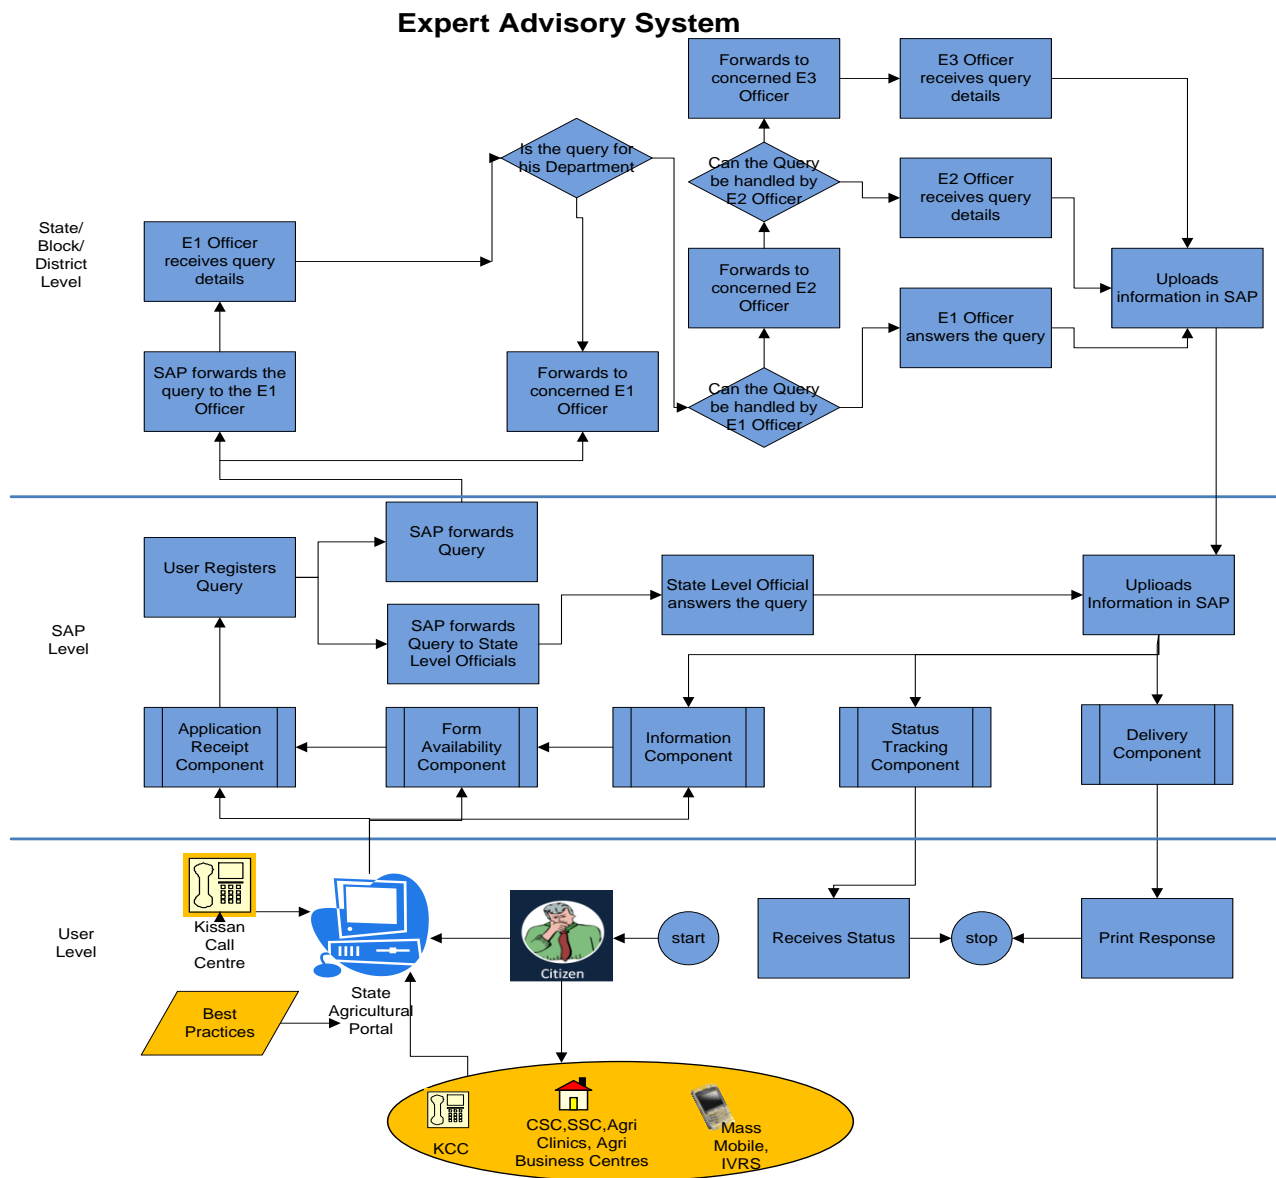 Expert Advisory System
Forwards to
concerned E3
Officer
E3 Officer
receives query
details
Is the query for
his Department
Can the Query
be handled by
E2 Officer
E2 Officer
receives query
details
State/
Block/
District
Level
E1 Officer
receives query
details
Forwards to
concerned E2
Officer
Uploads
information in SAP
E1 Officer
answers the query
SAP forwards the
query to the E1
Officer
Forwards to
concerned E1
Officer
Can the Query
be handled by
E1 Officer
SAP forwards
Query
User Registers
Query
State Level Official
answers the query
Uplioads
Information in SAP
SAP
Level
SAP forwards
Query to State
Level Officials
Application
Receipt
Component
Form
Availability
Component
Information
Component
Status
Tracking
Component
Delivery
Component
User
Level
Kissan
Call
Centre
Citizen
start
Receives Status
stop
Print Response
State
Agricultural
Portal
Best
Practices
KCC
CSC,SSC,Agri
Clinics, Agri
Business Centres
Mass
Mobile,
IVRS